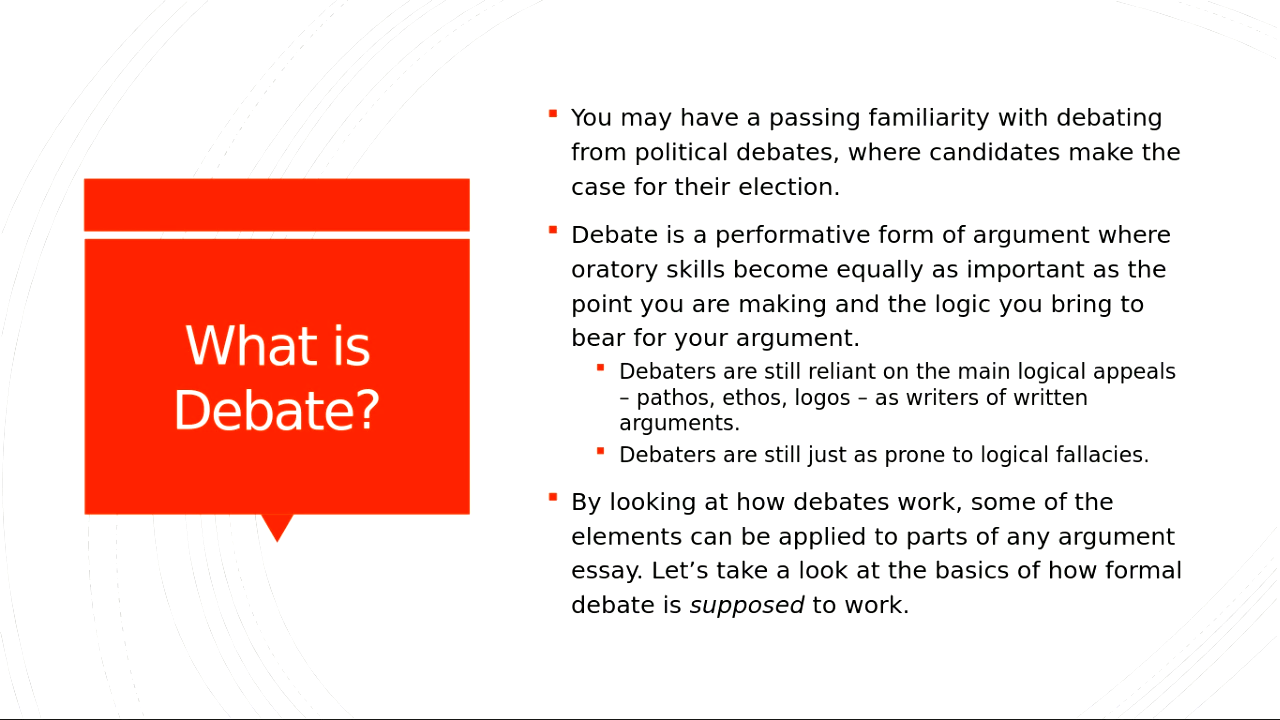 What is
Debate?
You may have a passing familiarity with debating
from political debates, where candidates make the
case for their election.
Debate is a performative form of argument where
oratory skills become equally as important as the
point you are making and the logic you bring to
bear for your argument.
Debaters are still reliant on the main logical appeals
– pathos, ethos, logos – as writers of written
arguments.
Debaters are still just as prone to logical fallacies.
By looking at how debates work, some of the
elements can be applied to parts of any argument
essay. Let’s take a look at the basics of how formal
debate is supposed to work.